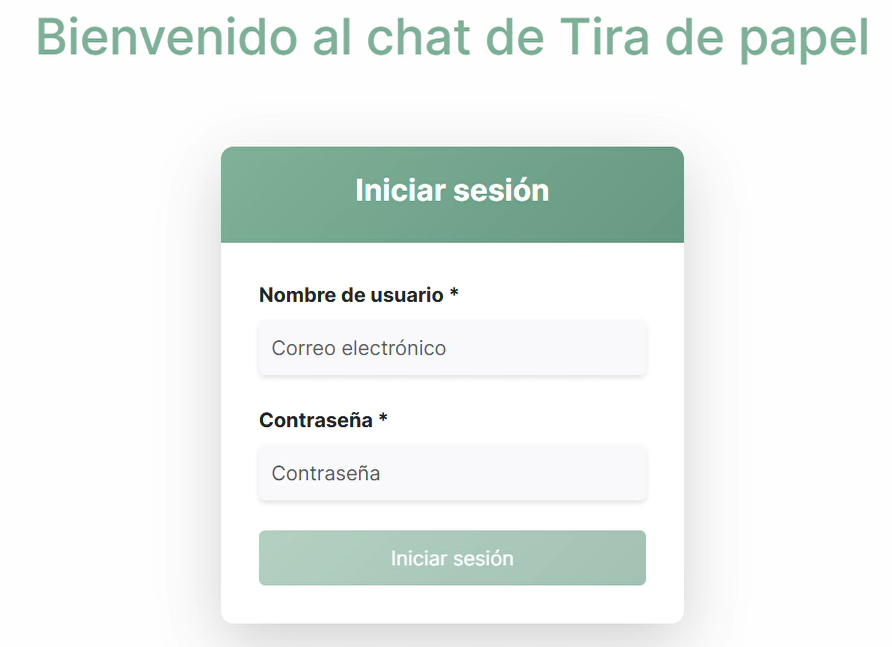 Bienvenido al chat de Tira de papel
Iniciar sesión
Nombre de usuario *
Correo electrónico
Contraseña *
Contraseña
Iniciar sesión